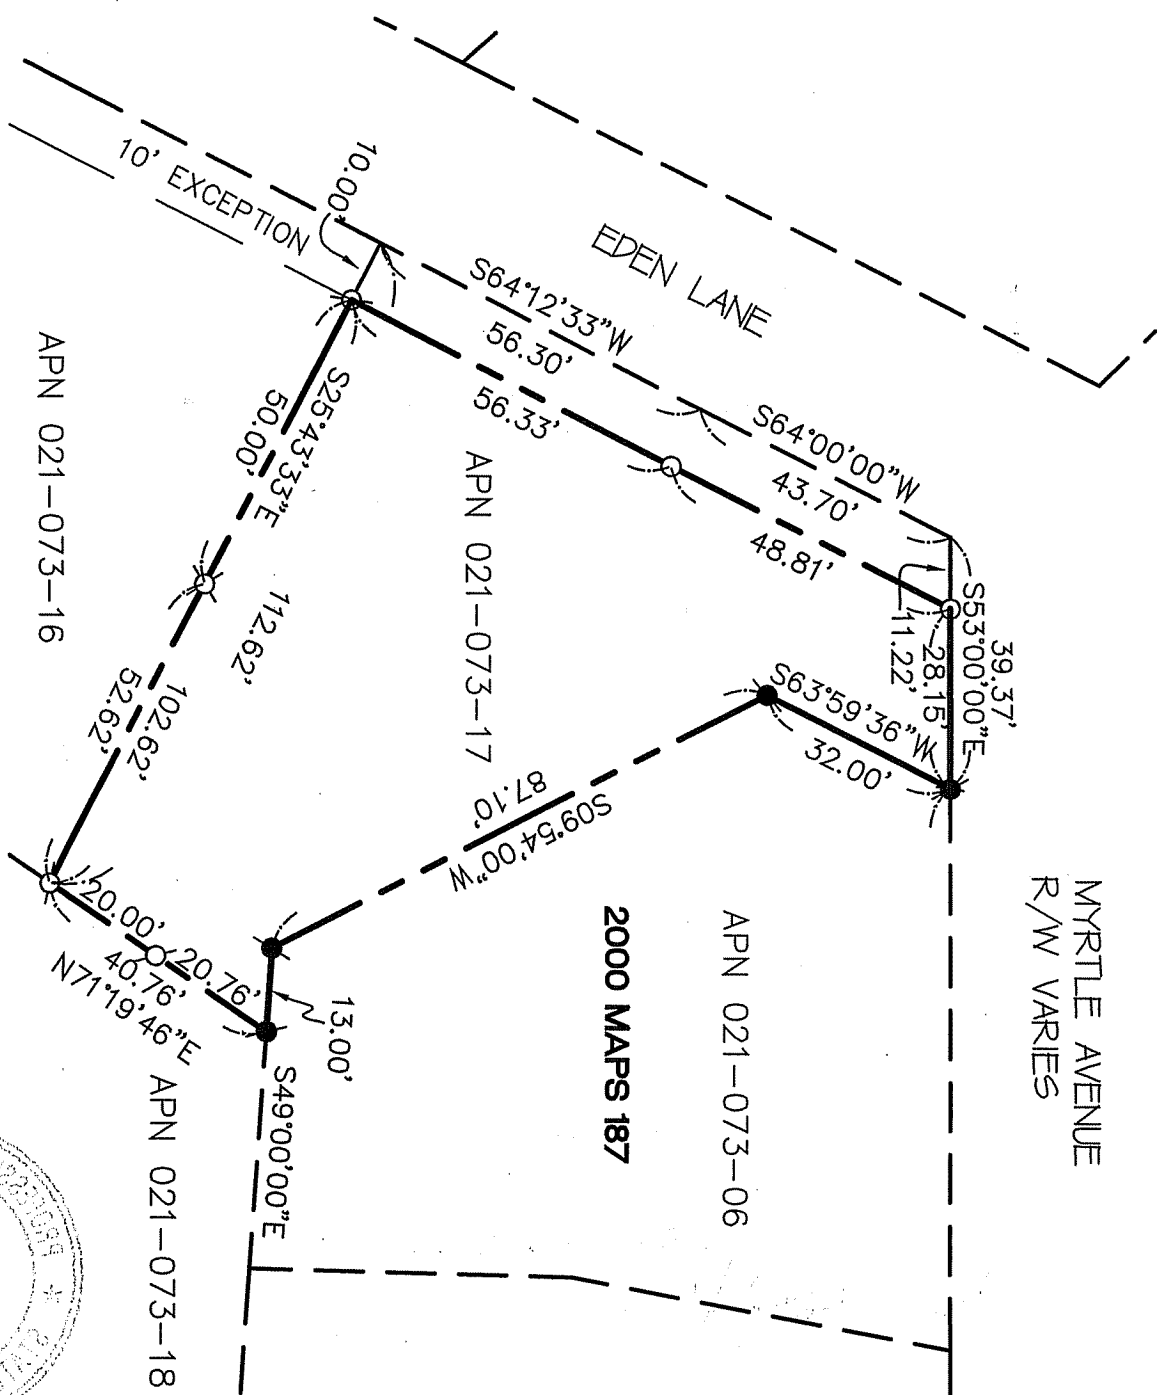 MYRTLE AVENUE
R/W VARIES
EDEN LANE
10' EXCEPTION
10.00'
S64°12'33"W
56.30'
56.33'
S64°00'00"W
43.70'
48.81'
39.37'
S53°00'00"E
28.15'
11.22'
S63°59'36"W
32.00'
S25°43'33"E
50.00'
112.62'
102.62'
52.62'
S09°54'00"W
87.10'
20.00'
20.76'
40.76'
N71°19'46"E
13.00'
S49°00'00"E
APN 021-073-16
APN 021-073-17
APN 021-073-06
2000 MAPS 187
APN 021-073-18